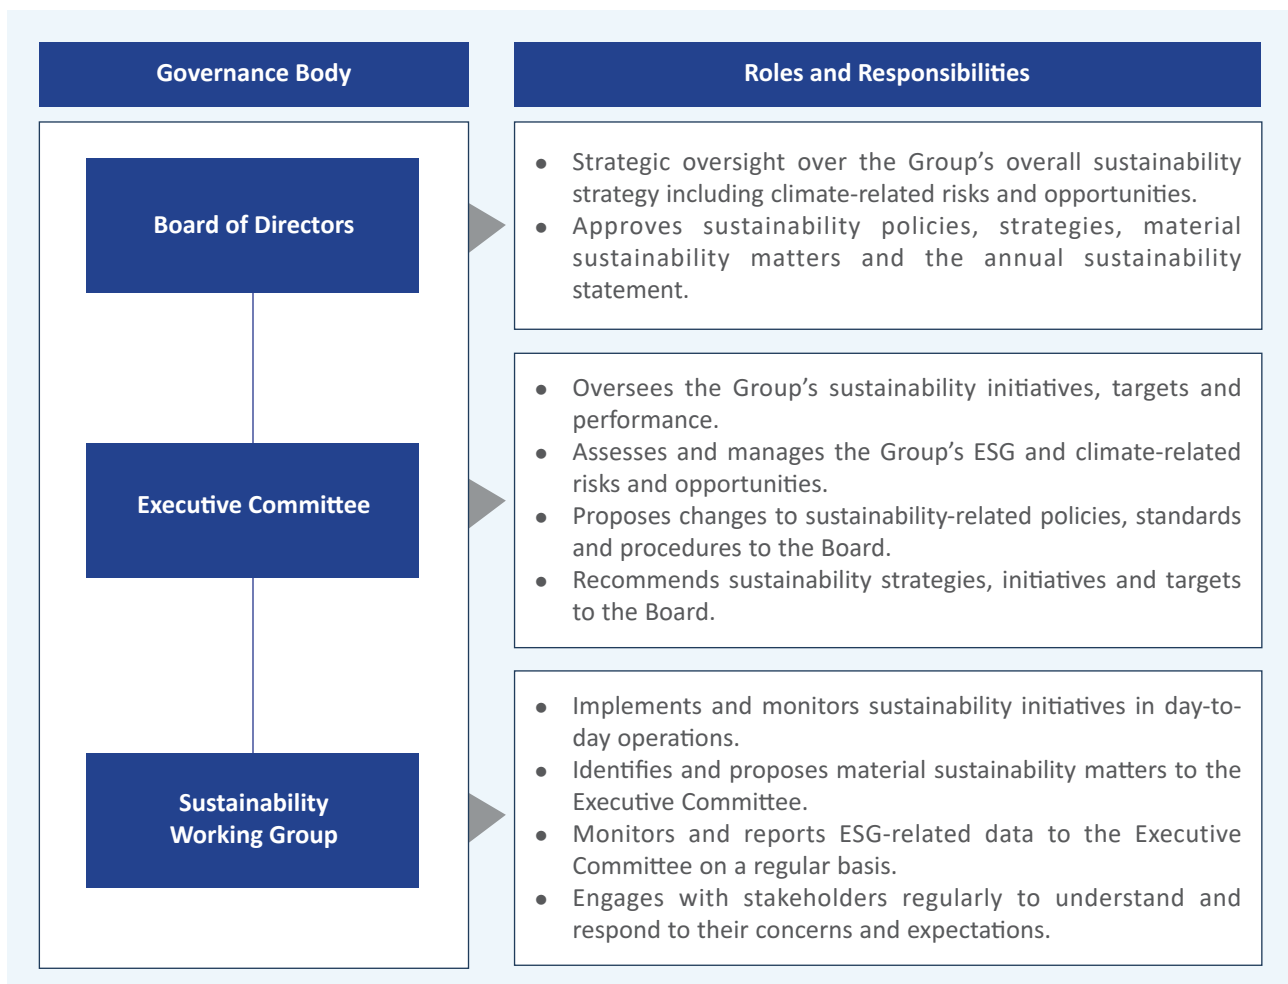 Governance Body
Roles and Responsibilities
Board of Directors
● Strategic oversight over the Group’s overall sustainability
strategy including climate-related risks and opportunities.
● Approves sustainability policies, strategies, material
sustainability matters and the annual sustainability
statement.
Executive Committee
● Oversees the Group’s sustainability initiatives, targets and
performance.
● Assesses and manages the Group’s ESG and climate-related
risks and opportunities.
● Proposes changes to sustainability-related policies, standards
and procedures to the Board.
● Recommends sustainability strategies, initiatives and targets
to the Board.
Sustainability
Working Group
● Implements and monitors sustainability initiatives in day-to-
day operations.
● Identifies and proposes material sustainability matters to the
Executive Committee.
● Monitors and reports ESG-related data to the Executive
Committee on a regular basis.
● Engages with stakeholders regularly to understand and
respond to their concerns and expectations.